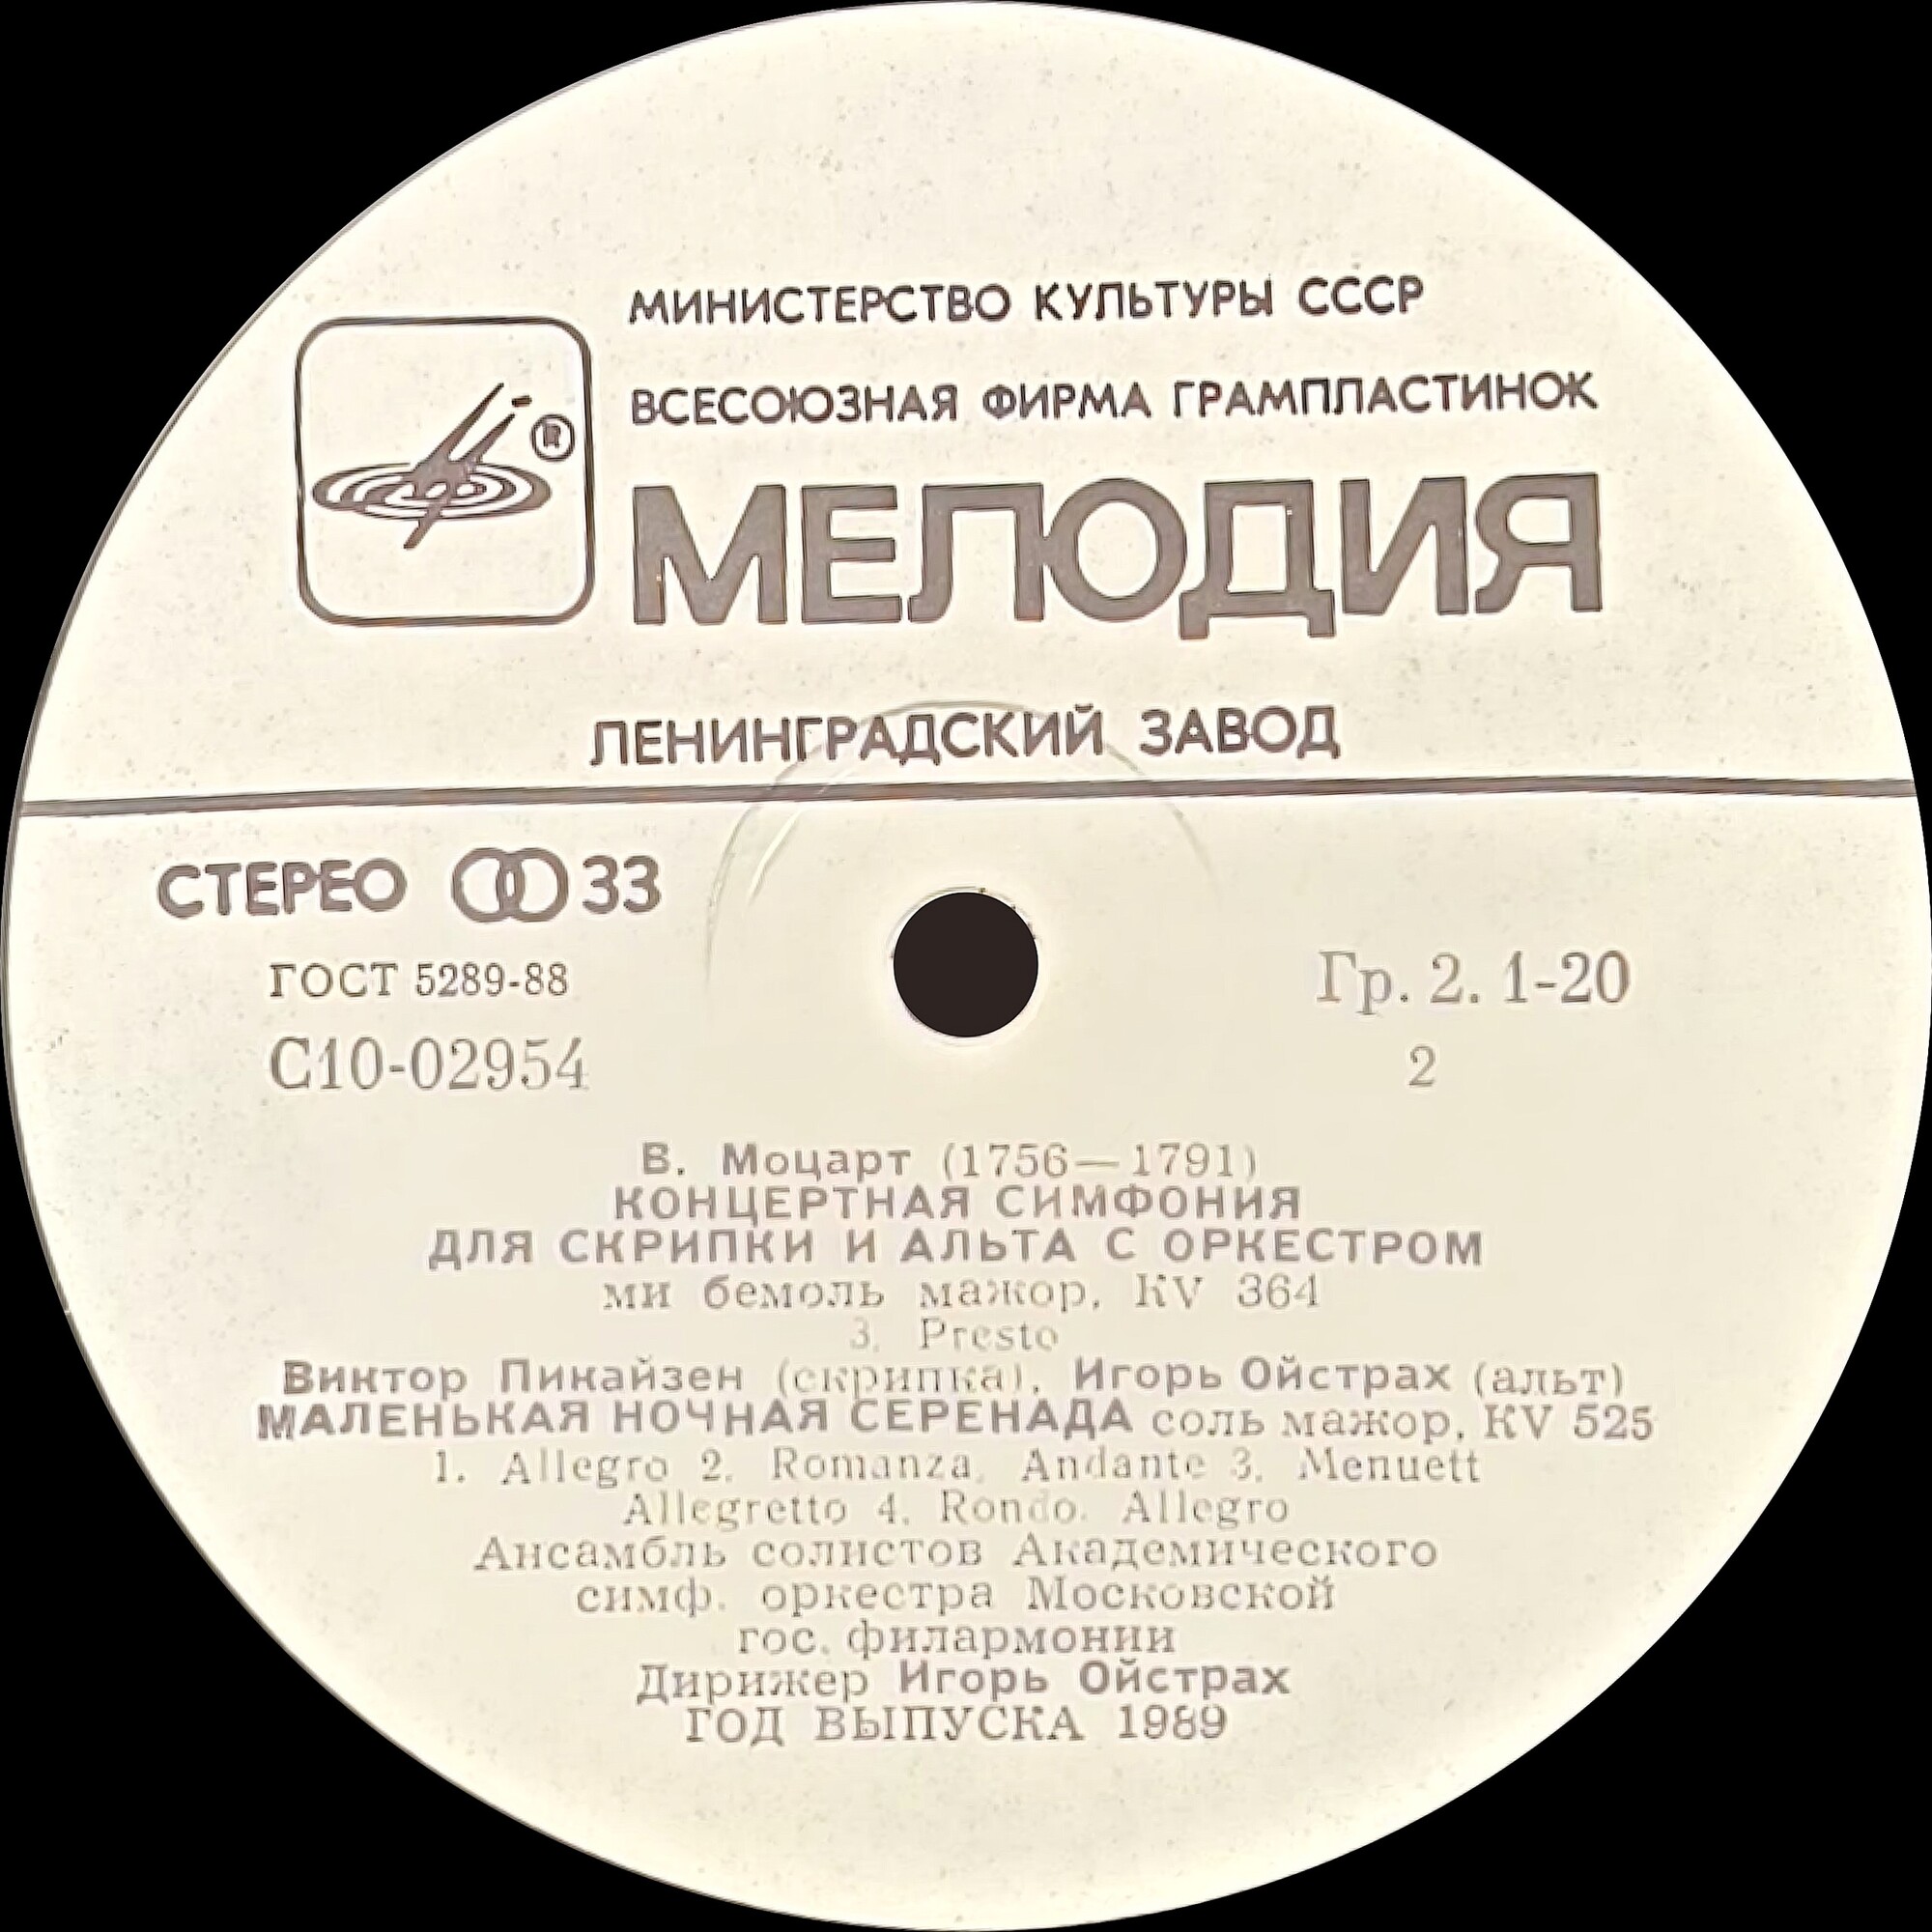 МИНИСТЕРСТВО КУЛЬТУРЫ СССР
ВСЕСОЮЗНАЯ ФИРМА ГРАМПЛАСТИНОК
®
МЕЛОДИЯ
ЛЕНИНГРАДСКИЙ ЗАВОД
СТЕРЕО 33
ГОСТ 5289-88
Гр. 2. 1-20
С10-02954
2
В. Моцарт (1756—1791)
КОНЦЕРТНАЯ СИМФОНИЯ
ДЛЯ СКРИПКИ И АЛЬТА С ОРКЕСТРОМ
ми бемоль мажор, KV 364
3. Presto
Виктор Пикайзен (скрипка), Игорь Ойстрах (альт)
МАЛЕНЬКАЯ НОЧНАЯ СЕРЕНАДА соль мажор, KV 525
1. Allegro 2. Romanza. Andante 3. Menuett
Allegretto 4. Rondo. Allegro
Ансамбль солистов Академического
симф. оркестра Московской
гос. филармонии
Дирижер Игорь Ойстрах
ГОД ВЫПУСКА 1989